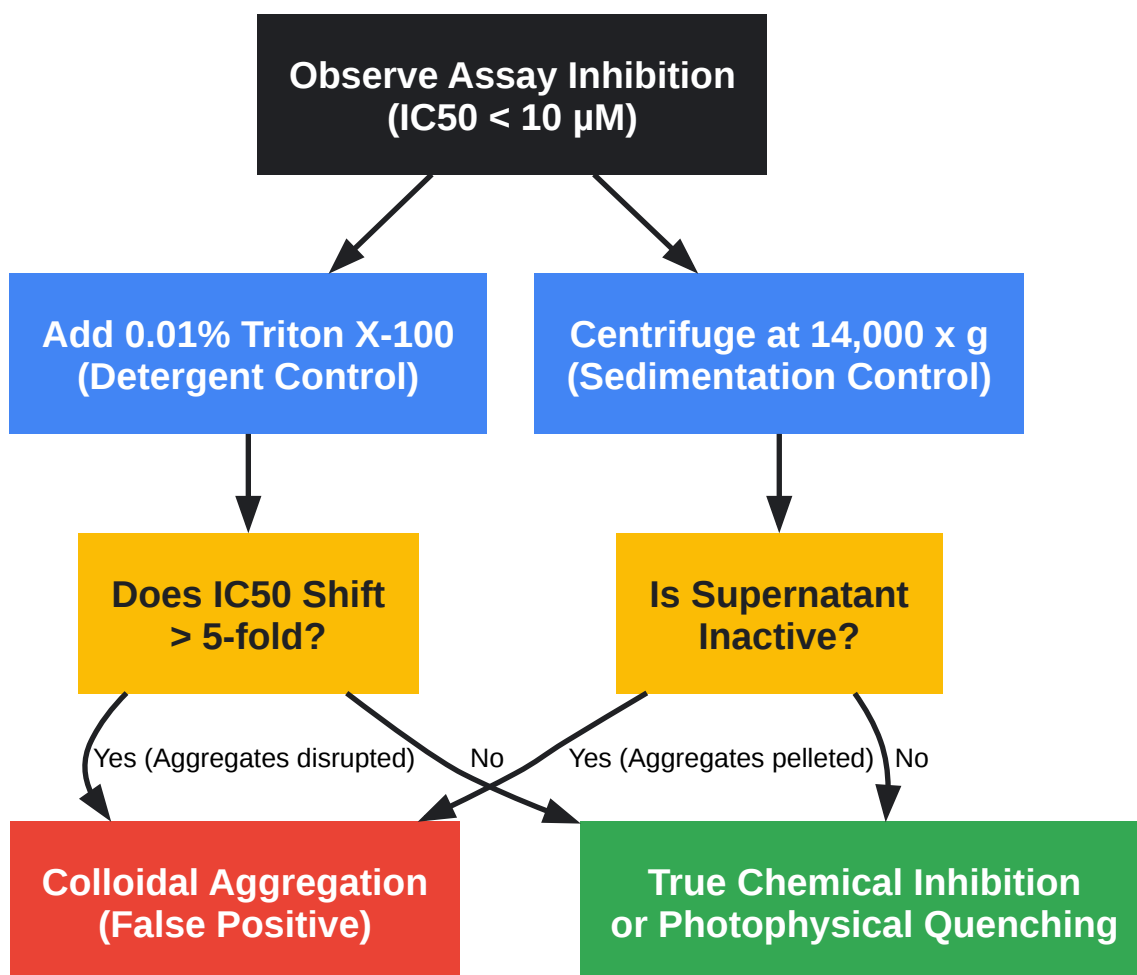 Observe Assay Inhibition
(IC50 < 10 µM)
Add 0.01% Triton X-100
(Detergent Control)
Centrifuge at 14,000 x g
(Sedimentation Control)
Does IC50 Shift
> 5-fold?
Is Supernatant
Inactive?
Yes (Aggregates disrupted)
No
Yes (Aggregates pelleted)
No
Colloidal Aggregation
(False Positive)
True Chemical Inhibition
or Photophysical Quenching